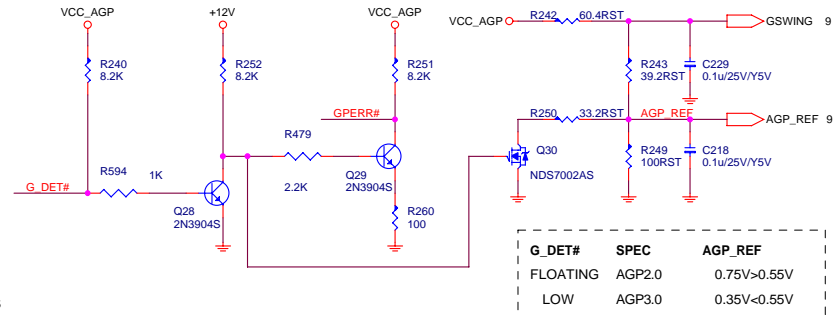 VCC_AGP
+12V
VCC_AGP
VCC_AGP
R242
60.4RST
GSWING 9
R240
8.2K
R252
8.2K
R251
8.2K
R243
39.2RST
C229
0.1u/25V/Y5V
GPERR#
R250
33.2RST
AGP_REF
AGP_REF 9
R479
2.2K
Q29
2N3904S
Q30
NDS7002AS
R249
100RST
C218
0.1u/25V/Y5V
R594
1K
G_DET#
Q28
2N3904S
R260
100
G_DET# SPEC AGP_REF
FLOATING AGP2.0 0.75V>0.55V
LOW AGP3.0 0.35V<0.55V